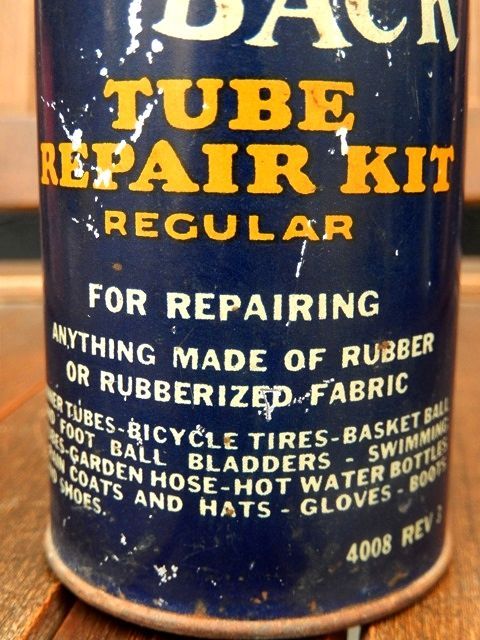 BACK
TUBE
REPAIR KIT
REGULAR
FOR REPAIRING
ANYTHING MADE OF RUBBER
OR RUBBERIZED FABRIC
TUBES-BICYCLE TIRES-BASKET BALL
FOOT BALL BLADDERS - SWIMMING
-GARDEN HOSE-HOT WATER BOTTLES
COATS AND HATS - GLOVES - BOOTS
SHOES.
4008 REV 3